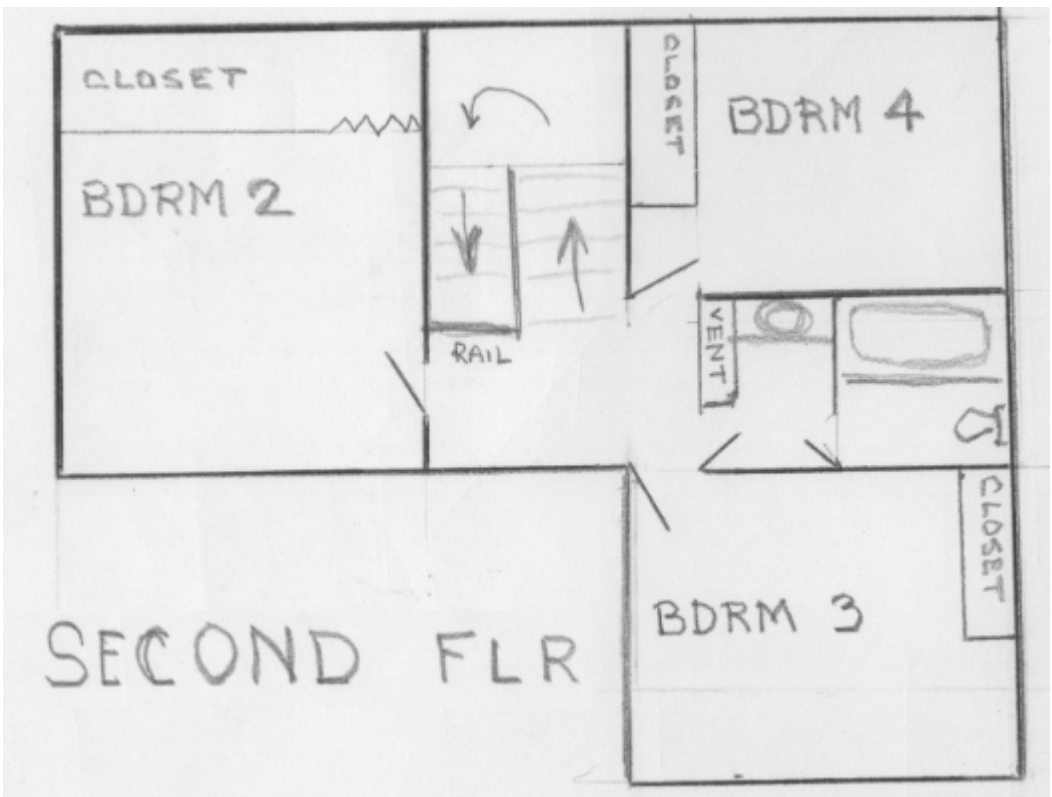 CLOSET
CLOSET
BDRM 4
BDRM 2
VENT
RAIL
CLOSET
BDRM 3
SECOND FLR